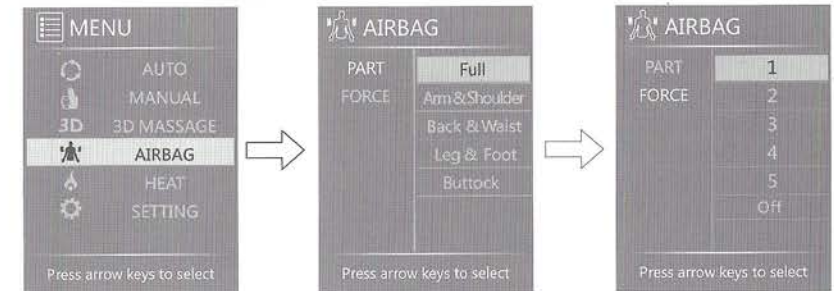 MENU
AUTO
MANUAL
3D 3D MASSAGE
AIRBAG
HEAT
SETTING
Press arrow keys to select
AIRBAG
PART Full
FORCE Arm & Shoulder
Back & Waist
Leg & Foot
Buttock
Press arrow keys to select
AIRBAG
PART 1
FORCE 2
3
4
5
Off
Press arrow keys to select